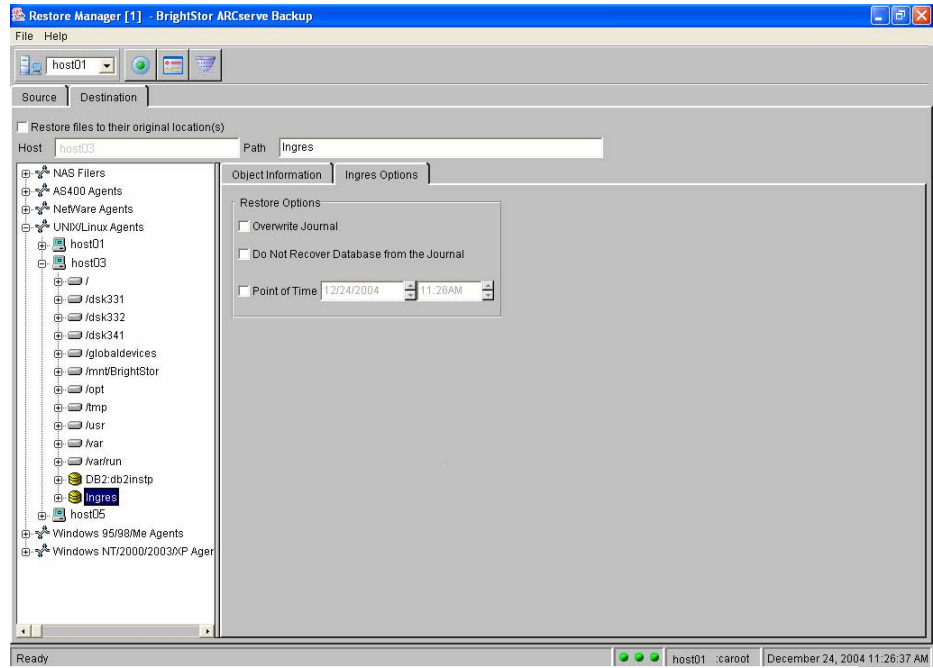 Restore Manager [1] - BrightStor ARCserve Backup
File Help
host01
Source Destination
Restore files to their original location(s)
Host host03 Path Ingres
NAS Filers
AS400 Agents
NetWare Agents
UNIX/Linux Agents
host01
host03
/
/dsk331
/dsk332
/dsk341
/globaldevices
/mnt/BrightStor
/opt
/tmp
/usr
/var
/var/run
DB2:db2instp
Ingres
host05
Windows 95/98/Me Agents
Windows NT/2000/2003/XP Ager
Object Information Ingres Options
Restore Options
Overwrite Journal
Do Not Recover Database from the Journal
Point of Time 12/24/2004 11:26AM
Ready host01 :caroot December 24, 2004 11:26:37 AM